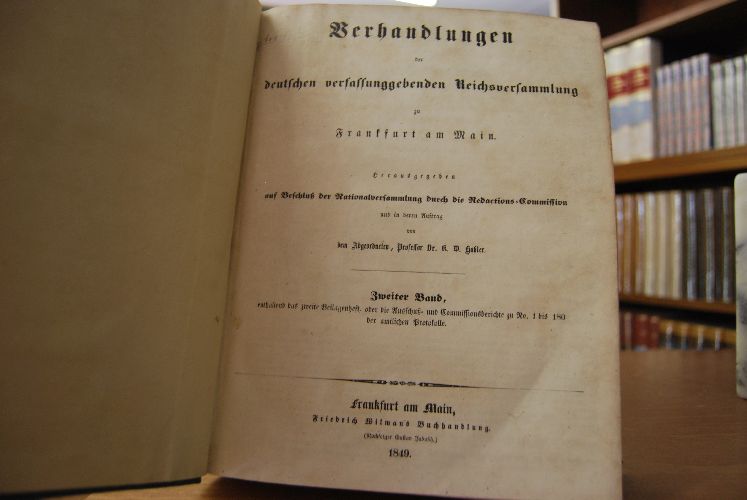 Verhandlungen
der
deutschen verfassunggebenden Reichsversammlung
zu
Frankfurt am Main.
Herausgegeben
auf Beschluß der Nationalversammlung durch die Redactions-Commission
und in deren Auftrag
von
dem Abgeordneten, Professor Dr. K. D. Haßler.
Zweiter Band,
enthaltend das zweite Beilagenheft, oder die Ausschuß- und Commissionsberichte zu No. 1 bis 180
der amtlichen Protokolle.
Frankfurt am Main,
Friedrich Wilmans Buchhandlung.
(Nachfolger Gustav
1849.